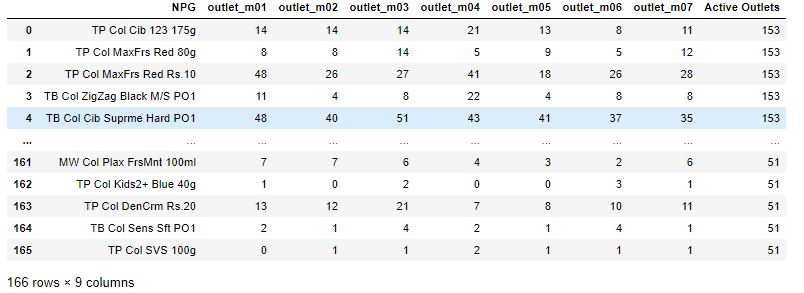 NPG outlet_m01 outlet_m02 outlet_m03 outlet_m04 outlet_m05 outlet_m06 outlet_m07 Active Outlets
0 TP Col Cib 123 175g 14 14 14 21 13 8 11 153
1 TP Col MaxFrs Red 80g 8 8 14 5 9 5 12 153
2 TP Col MaxFrs Red Rs.10 48 26 27 41 18 26 28 153
3 TB Col ZigZag Black M/S PO1 11 4 8 22 4 8 8 153
4 TB Col Cib Suprme Hard PO1 48 40 51 43 41 37 35 153
... ... ... ... ... ... ... ... ... ...
161 MW Col Plax FrsMnt 100ml 7 7 6 4 3 2 6 51
162 TP Col Kids2+ Blue 40g 1 0 2 0 0 3 1 51
163 TP Col DenCrm Rs.20 13 12 21 7 8 10 11 51
164 TB Col Sens Sft PO1 2 1 4 2 1 4 1 51
165 TP Col SVS 100g 0 1 1 2 1 1 1 51
166 rows × 9 columns